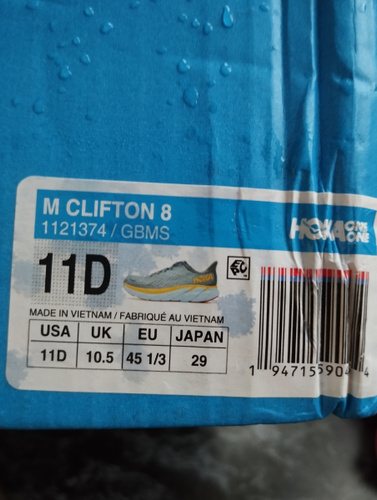 M CLIFTON 8
1121374 / GBMS
HOKA ONE ONE
11D
MADE IN VIETNAM / FABRIQUÉ AU VIETNAM
USA UK EU JAPAN
11D 10.5 45 1/3 29